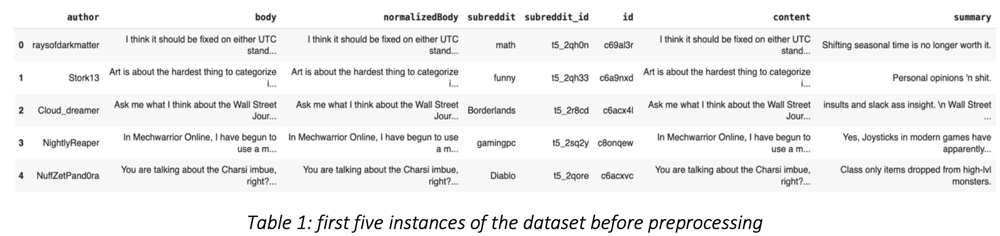 author body normalizedBody subreddit subreddit_id id content summary
0 raysofdarkmatter I think it should be fixed on either UTC stand... I think it should be fixed on either UTC stand... math t5_2qh0n c69al3r I think it should be fixed on either UTC stand... Shifting seasonal time is no longer worth it.
1 Stork13 Art is about the hardest thing to categorize i... Art is about the hardest thing to categorize i... funny t5_2qh33 c6a9nxd Art is about the hardest thing to categorize i... Personal opinions 'n shit.
2 Cloud_dreamer Ask me what I think about the Wall Street Jour... Ask me what I think about the Wall Street Jour... Borderlands t5_2r8cd c6acx4l Ask me what I think about the Wall Street Jour... insults and slack ass insight. \n Wall Street ...
3 NightlyReaper In Mechwarrior Online, I have begun to use a m... In Mechwarrior Online, I have begun to use a m... gamingpc t5_2sq2y c8onqew In Mechwarrior Online, I have begun to use a m... Yes, Joysticks in modern games have apparently...
4 NuffZetPand0ra You are talking about the Charsi imbue, right?... You are talking about the Charsi imbue, right?... Diablo t5_2qore c6acxvc You are talking about the Charsi imbue, right?... Class only items dropped from high-lvl monsters.
Table 1: first five instances of the dataset before preprocessing